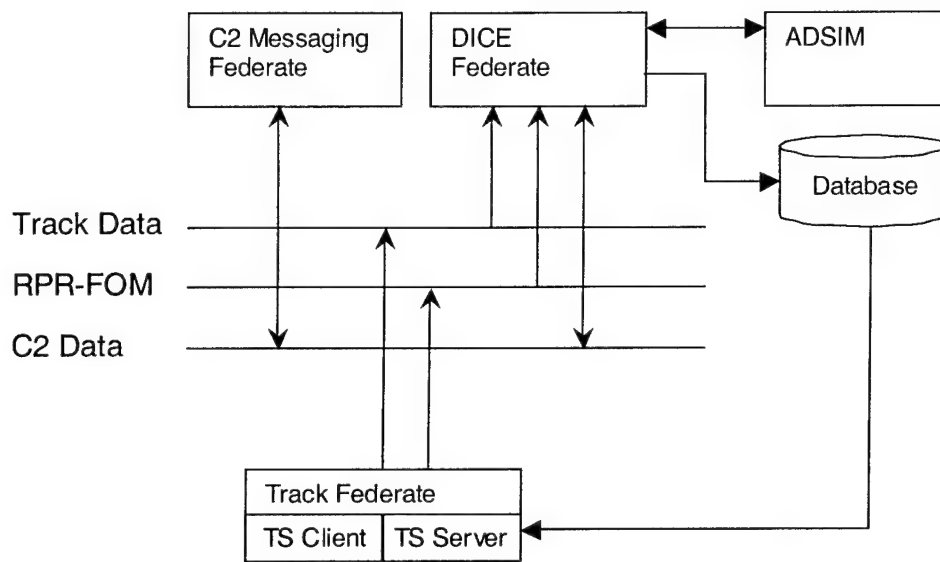 C2 Messaging
Federate
DICE
Federate
ADSIM
Database
Track Data
RPR-FOM
C2 Data
Track Federate
TS Client
TS Server